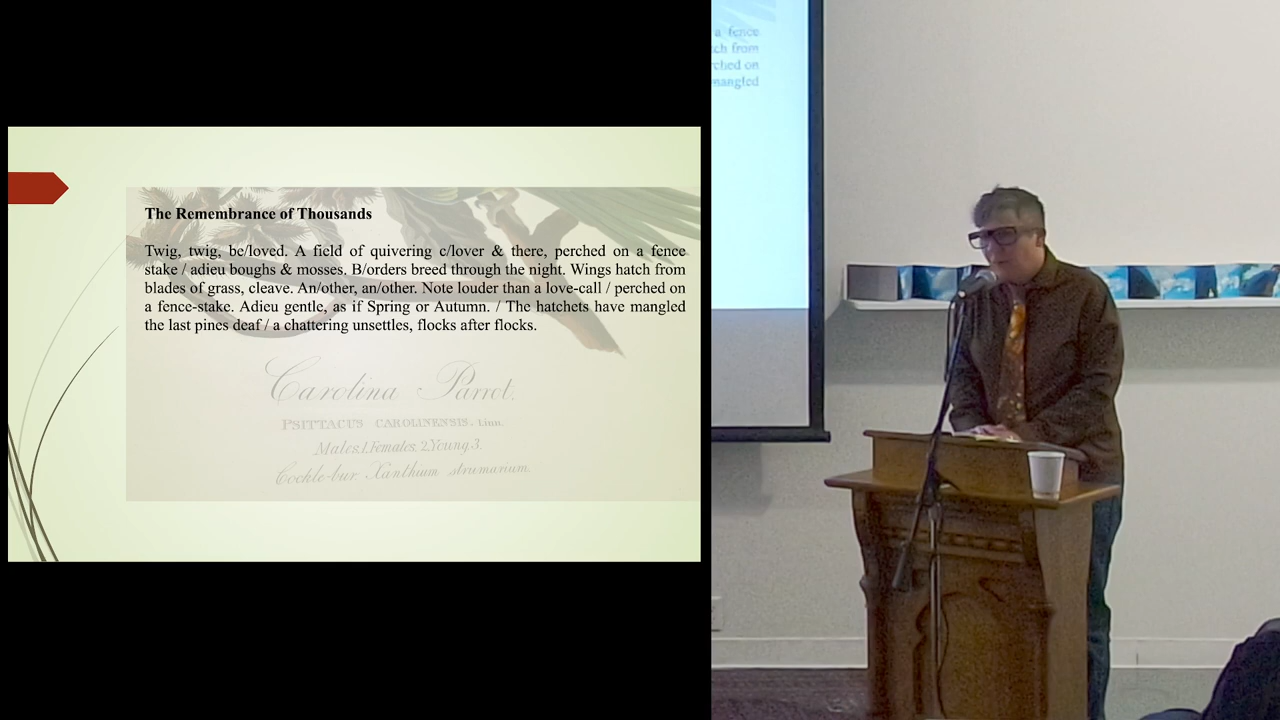 The Remembrance of Thousands
Twig, twig, be/loved. A field of quivering c/lover & there, perched on a fence
stake / adieu boughs & mosses. B/orders breed through the night. Wings hatch from
blades of grass, cleave. An/other, an/other. Note louder than a love-call / perched on
a fence-stake. Adieu gentle, as if Spring or Autumn. / The hatchets have mangled
the last pines deaf / a chattering unsettles, flocks after flocks.
Carolina Parrot.
PSITTACUS CAROLINENSIS. Linn.
Males.1.Females.2.Young.3.
Cockle-bur. Xanthium strumarium.
a fence
tch from
rched on
mangled